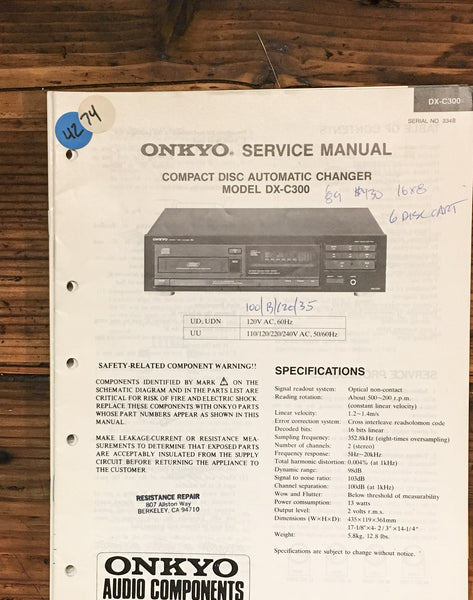 DX-C300
SERIAL NO. 3348
42
74
ONKYO. SERVICE MANUAL
COMPACT DISC AUTOMATIC CHANGER
MODEL DX-C300
'89 $430 16x8
6 DISC CART
ONKYO
100/B/120/35
UD, UDN 120V AC, 60Hz
UU 110/120/220/240V AC, 50/60Hz
SAFETY-RELATED COMPONENT WARNING!!
COMPONENTS IDENTIFIED BY MARK ⚠ ON THE
SCHEMATIC DIAGRAM AND IN THE PARTS LIST ARE
CRITICAL FOR RISK OF FIRE AND ELECTRIC SHOCK.
REPLACE THESE COMPONENTS WITH ONKYO PARTS
WHOSE PART NUMBERS APPEAR AS SHOWN IN THIS
MANUAL.
MAKE LEAKAGE-CURRENT OR RESISTANCE MEA-
SUREMENTS TO DETERMINE THAT EXPOSED PARTS
ARE ACCEPTABLY INSULATED FROM THE SUPPLY
CIRCUIT BEFORE RETURNING THE APPLIANCE TO
THE CUSTOMER.
RESISTANCE REPAIR
807 Allston Way
BERKELEY, CA 94710
ONKYO
AUDIO COMPONENTS
SPECIFICATIONS
Signal readout system: Optical non-contact
Reading rotation: About 500~200 r.p.m.
(constant linear velocity)
Linear velocity: 1.2~1.4m/s
Error correction system: Cross interleave readsolomon code
Decoded bits: 16 bits linear
Sampling frequency: 352.8kHz (eight-times oversampling)
Number of channels: 2 (stereo)
Frequency response: 5Hz~20kHz
Total harmonic distortion: 0.004% (at 1kHz)
Dynamic range: 98dB
Signal to noise ratio: 103dB
Channel separation: 100dB (at 1kHz)
Wow and Flutter: Below threshold of measurability
Power consumption: 13 watts
Output level: 2 volts r.m.s.
Dimensions (W×H×D): 435×119×361mm
17-1/8"×4-2/3"×14-1/4"
Weight: 5.8kg, 12.8 lbs.
Specifications are subject to change without notice.